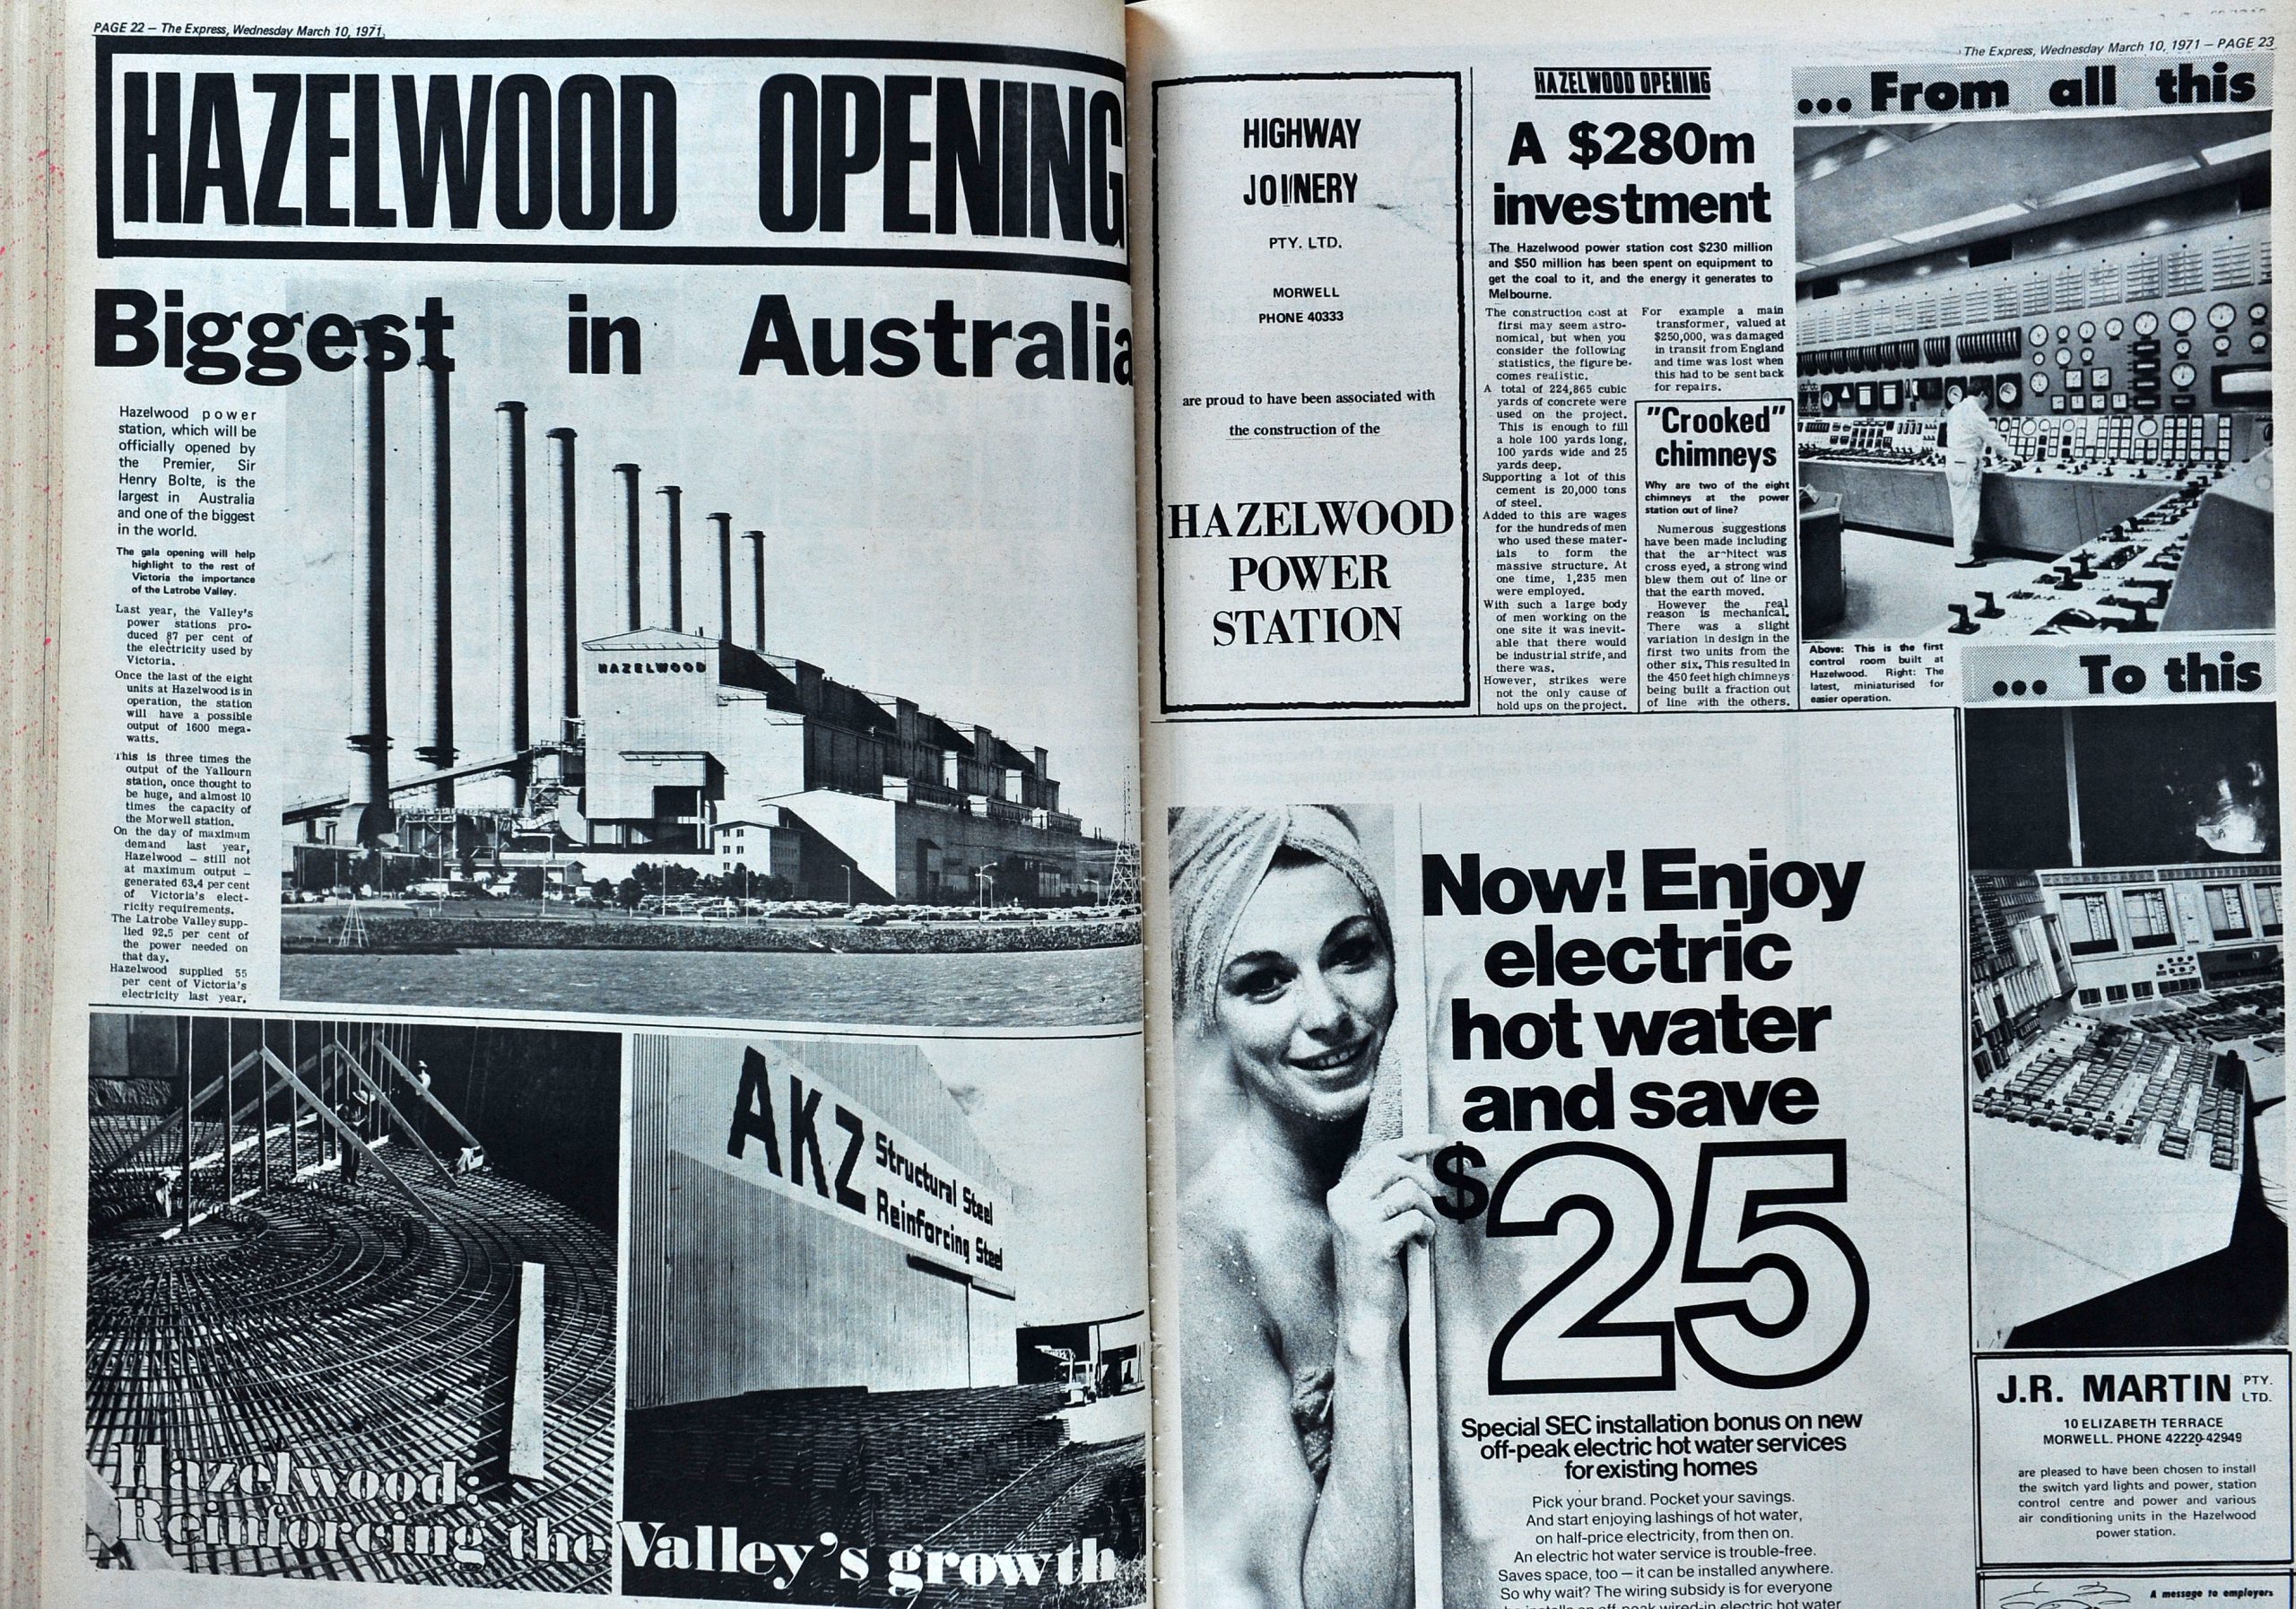 PAGE 22 — The Express, Wednesday March 10, 1971.
HAZELWOOD OPENING
Biggest in Australia
Hazelwood power
station, which will be
officially opened by
the Premier, Sir
Henry Bolte, is the
largest in Australia
and one of the biggest
in the world.
The gala opening will help
highlight to the rest of
Victoria the importance
of the Latrobe Valley.
Last year, the Valley's
power stations pro-
duced 87 per cent of
the electricity used by
Victoria.
Once the last of the eight
units at Hazelwood is in
operation, the station
will have a possible
output of 1600 mega-
watts.
This is three times the
output of the Yallourn
station, once thought to
be huge, and almost 10
times the capacity of
the Morwell station.
On the day of maximum
demand last year,
Hazelwood — still not
at maximum output —
generated 63.4 per cent
of Victoria's elect-
ricity requirements.
The Latrobe Valley supp-
lied 92.5 per cent of
the power needed on
that day.
Hazelwood supplied 55
per cent of Victoria's
electricity last year.
HAZELWOOD
AKZ
Structural Steel
Reinforcing Steel
Hazelwood:
Reinforcing the Valley's growth
The Express, Wednesday March 10, 1971 — PAGE 23
HIGHWAY
JOINERY
PTY. LTD.
MORWELL
PHONE 40333
are proud to have been associated with
the construction of the
HAZELWOOD
POWER
STATION
HAZELWOOD OPENING
A $280m
investment
The Hazelwood power station cost $230 million
and $50 million has been spent on equipment to
get the coal to it, and the energy it generates to
Melbourne.
The construction cost at
first may seem astro-
nomical, but when you
consider the following
statistics, the figure be-
comes realistic.
A total of 224,865 cubic
yards of concrete were
used on the project.
This is enough to fill
a hole 100 yards long,
100 yards wide and 25
yards deep.
Supporting a lot of this
cement is 20,000 tons
of steel.
Added to this are wages
for the hundreds of men
who used these mater-
ials to form the
massive structure. At
one time, 1,235 men
were employed.
With such a large body
of men working on the
one site it was inevit-
able that there would
be industrial strife, and
there was.
However, strikes were
not the only cause of
hold ups on the project.
For example a main
transformer, valued at
$250,000, was damaged
in transit from England
and time was lost when
this had to be sent back
for repairs.
"Crooked"
chimneys
Why are two of the eight
chimneys at the power
station out of line?
Numerous suggestions
have been made including
that the architect was
cross eyed, a strong wind
blew them out of line or
that the earth moved.
However the real
reason is mechanical.
There was a slight
variation in design in the
first two units from the
other six. This resulted in
the 450 feet high chimneys
being built a fraction out
of line with the others.
... From all this
Above: This is the first
control room built at
Hazelwood. Right: The
latest, miniaturised for
easier operation.
... To this
Now! Enjoy
electric
hot water
and save
$25
Special SEC installation bonus on new
off-peak electric hot water services
for existing homes
Pick your brand. Pocket your savings.
And start enjoying lashings of hot water,
on half-price electricity, from then on.
An electric hot water service is trouble-free.
Saves space, too — it can be installed anywhere.
So why wait? The wiring subsidy is for everyone
off-peak wired-in electric hot water
J.R. MARTIN PTY. LTD.
10 ELIZABETH TERRACE
MORWELL. PHONE 42220-42949
are pleased to have been chosen to install
the switch yard lights and power, station
control centre and power and various
air conditioning units in the Hazelwood
power station.
A message to employers